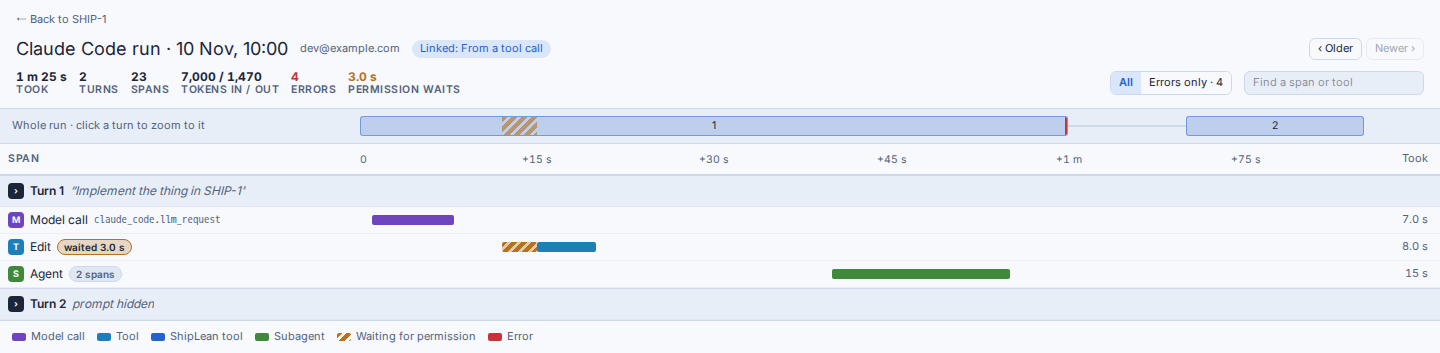 ← Back to SHIP-1
Claude Code run · 10 Nov, 10:00 dev@example.com Linked: From a tool call ‹ Older Newer ›
1 m 25 s 2 23 7,000 / 1,470 4 3.0 s
TOOK TURNS SPANS TOKENS IN / OUT ERRORS PERMISSION WAITS
All Errors only · 4 Find a span or tool
Whole run · click a turn to zoom to it 1 2
SPAN 0 +15 s +30 s +45 s +1 m +75 s Took
› Turn 1 "Implement the thing in SHIP-1"
M Model call claude_code.llm_request 7.0 s
T Edit waited 3.0 s 8.0 s
S Agent 2 spans 15 s
› Turn 2 prompt hidden
Model call Tool ShipLean tool Subagent Waiting for permission Error